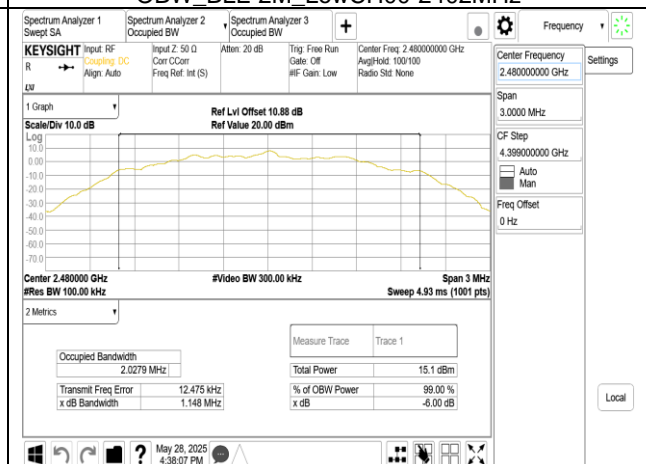 OBW_BLE-2M_LowCH00-2402MHz
Spectrum Analyzer 1
Swept SA
Spectrum Analyzer 2
Occupied BW
Spectrum Analyzer 3
Occupied BW
+
Frequency
KEYSIGHT
R
LXI
Input: RF
Coupling: DC
Align: Auto
Input Z: 50 Ω
Corr CCorr
Freq Ref: Int (S)
Atten: 20 dB
Trig: Free Run
Gate: Off
#IF Gain: Low
Center Freq: 2.480000000 GHz
Avg|Hold: 100/100
Radio Std: None
Center Frequency
2.480000000 GHz
Settings
Span
3.0000 MHz
CF Step
4.399000000 GHz
Auto
Man
Freq Offset
0 Hz
1 Graph
Scale/Div 10.0 dB
Ref Lvl Offset 10.88 dB
Ref Value 20.00 dBm
Log
10.0
0.00
-10.0
-20.0
-30.0
-40.0
-50.0
-60.0
-70.0
Center 2.480000 GHz
#Res BW 100.00 kHz
#Video BW 300.00 kHz
Span 3 MHz
Sweep 4.93 ms (1001 pts)
2 Metrics
Measure Trace
Trace 1
Occupied Bandwidth
2.0279 MHz
Total Power
15.1 dBm
Transmit Freq Error
12.475 kHz
% of OBW Power
99.00 %
x dB Bandwidth
1.148 MHz
x dB
-6.00 dB
Local
?
May 28, 2025
4:38:07 PM